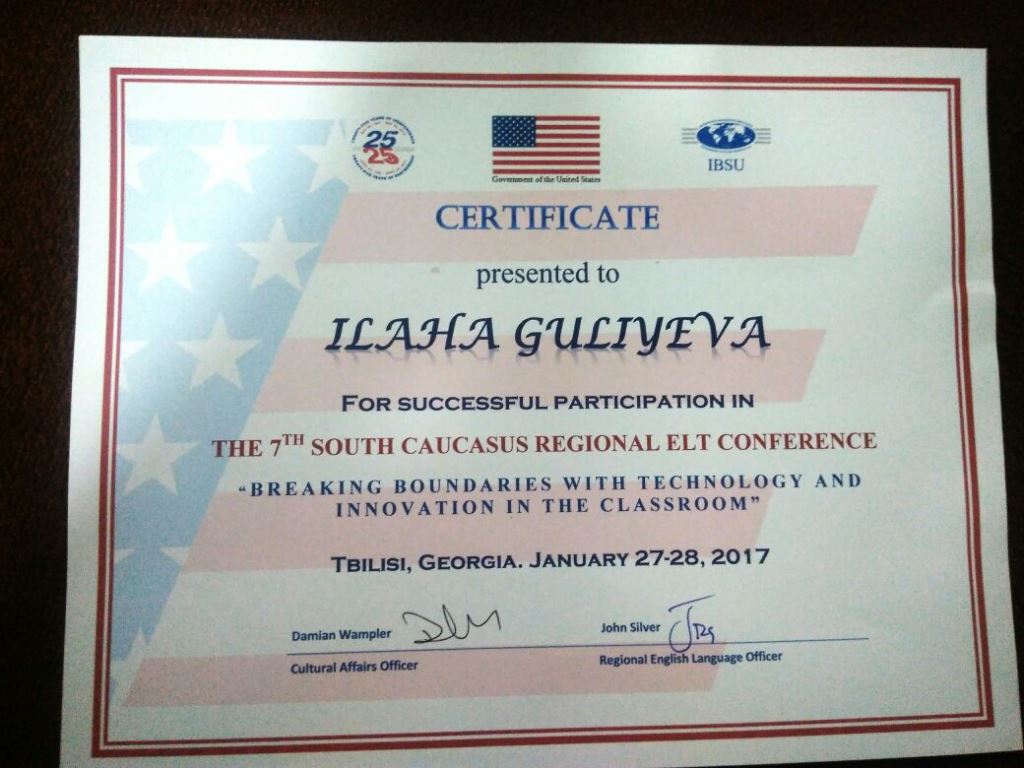 25
25
Government of the United States
IBSU
CERTIFICATE
presented to
ILAHA GULIYEVA
FOR SUCCESSFUL PARTICIPATION IN
THE 7TH SOUTH CAUCASUS REGIONAL ELT CONFERENCE
“BREAKING BOUNDARIES WITH TECHNOLOGY AND
INNOVATION IN THE CLASSROOM”
TBILISI, GEORGIA. JANUARY 27-28, 2017
Damian Wampler
Cultural Affairs Officer
John Silver
Regional English Language Officer